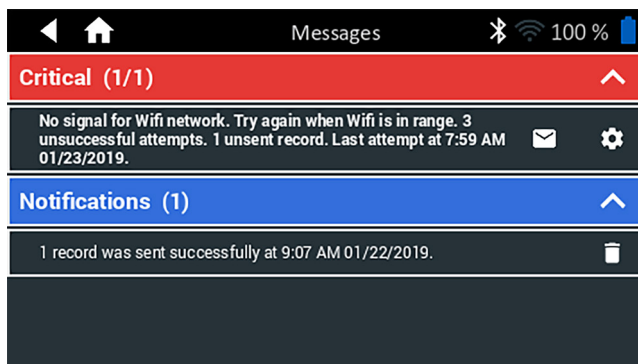 Messages
100 %
Critical (1/1)
No signal for Wifi network. Try again when Wifi is in range. 3
unsuccessful attempts. 1 unsent record. Last attempt at 7:59 AM
01/23/2019.
Notifications (1)
1 record was sent successfully at 9:07 AM 01/22/2019.